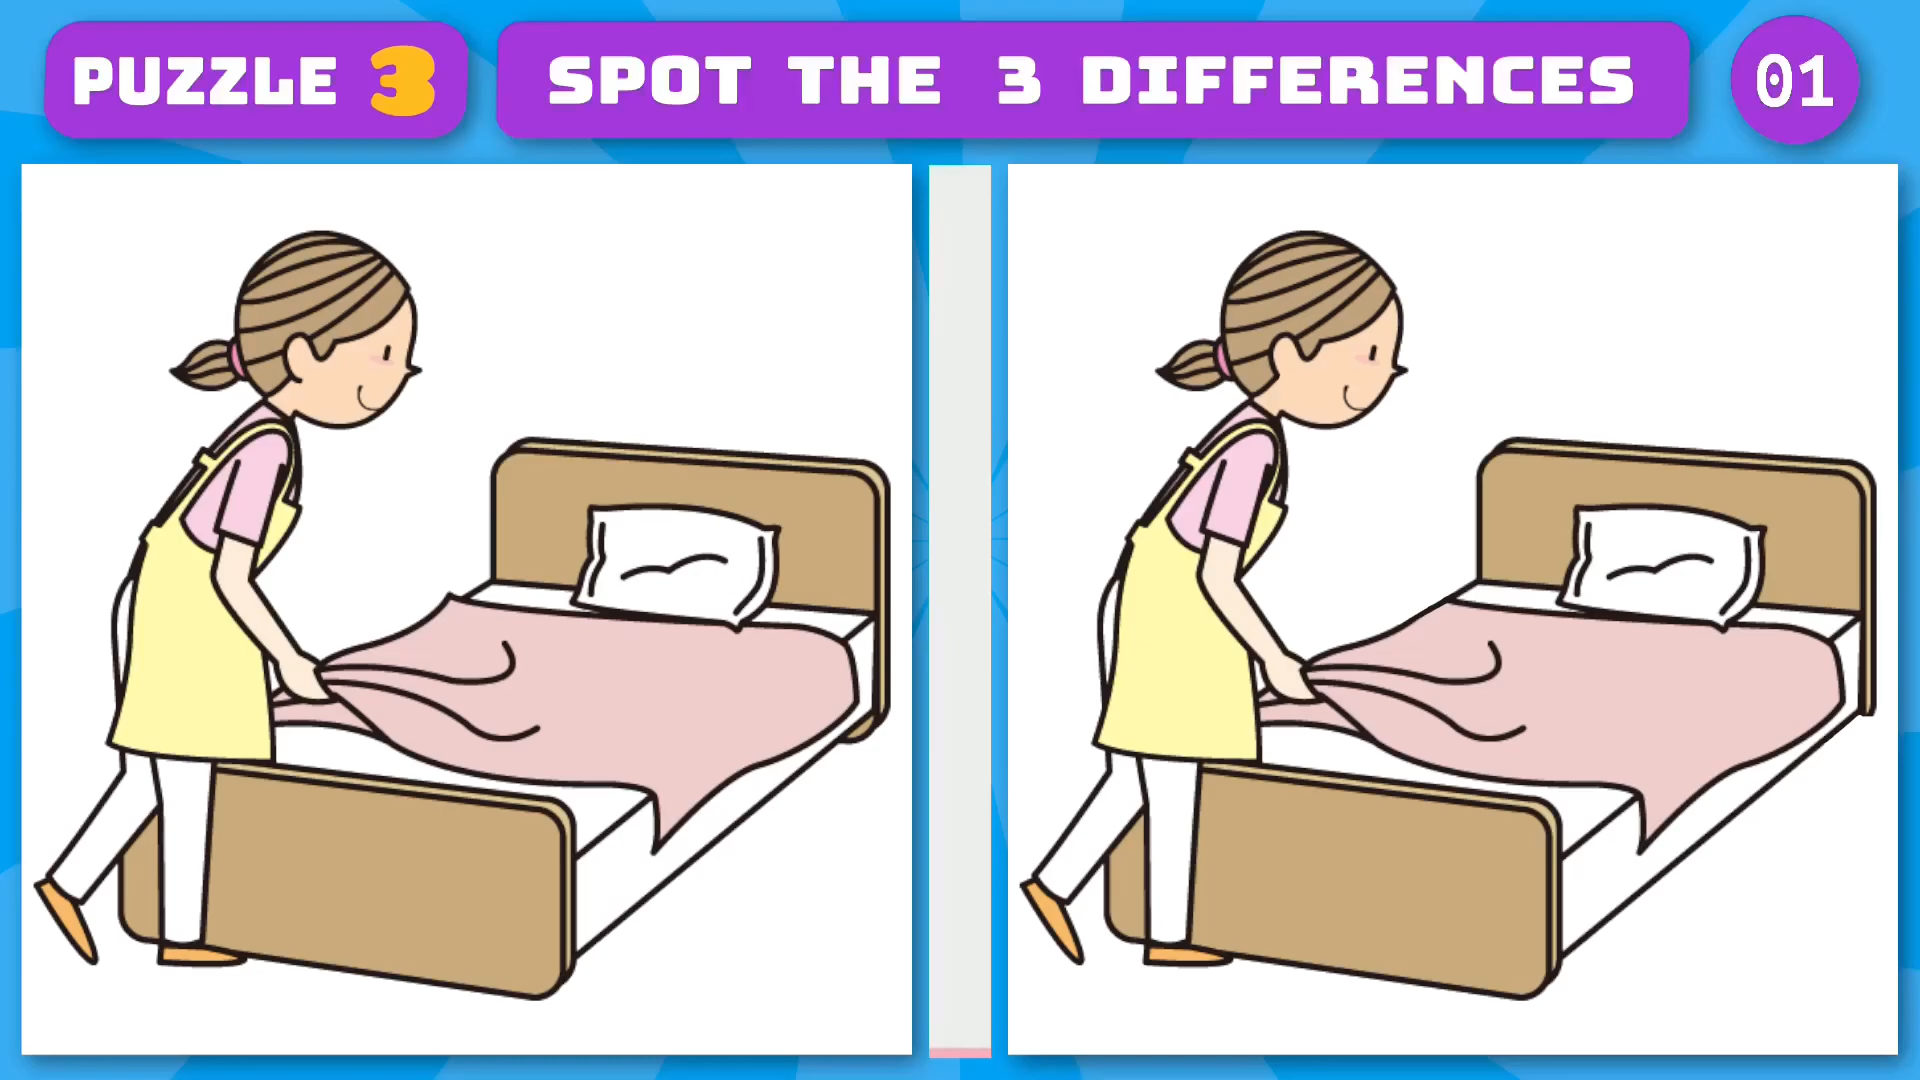 PUZZLE 3
SPOT THE 3 DIFFERENCES
01